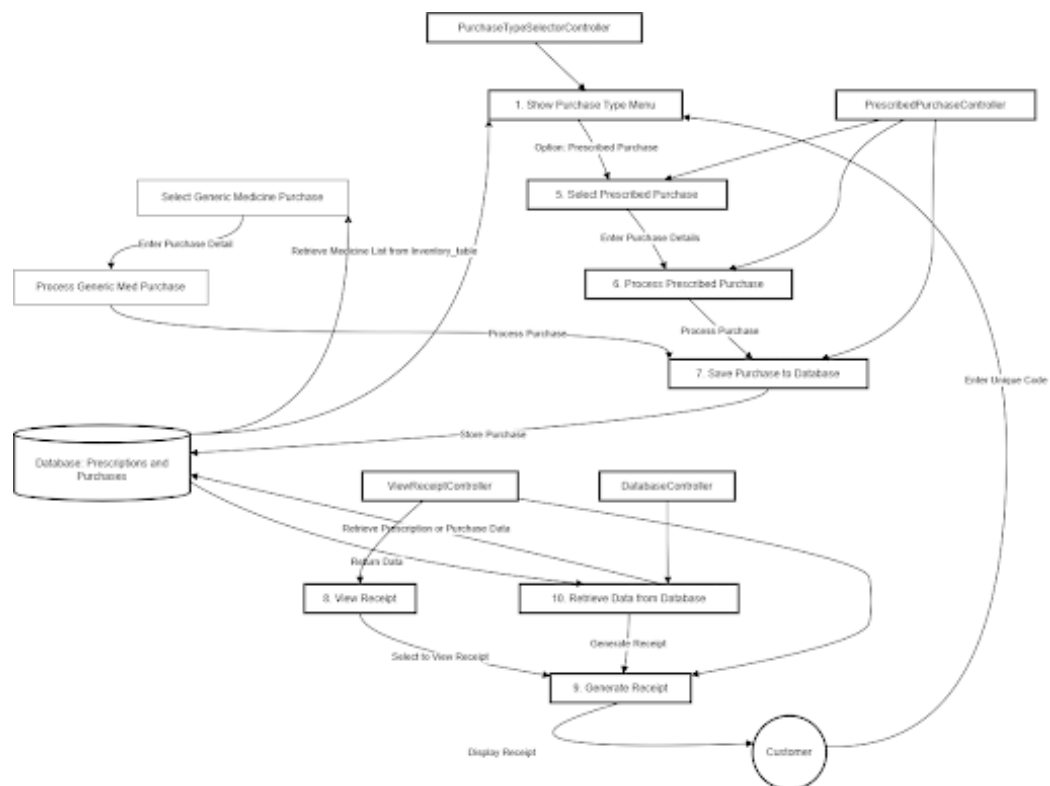 PurchaseTypeSelectorController
1. Show Purchase Type Menu
PrescribedPurchaseController
Option: Prescribed Purchase
Select Generic Medicine Purchase
5. Select Prescribed Purchase
Enter Purchase Detail
Retrieve Medicine List from Inventory_table
Enter Purchase Details
Process Generic Med Purchase
6. Process Prescribed Purchase
Process Purchase
Process Purchase
7. Save Purchase to Database
Enter Unique Code
Store Purchase
Database: Prescriptions and
Purchases
ViewReceiptController
DatabaseController
Retrieve Prescription or Purchase Data
Return Data
8. View Receipt
10. Retrieve Data from Database
Generate Receipt
Select to View Receipt
9. Generate Receipt
Display Receipt
Customer